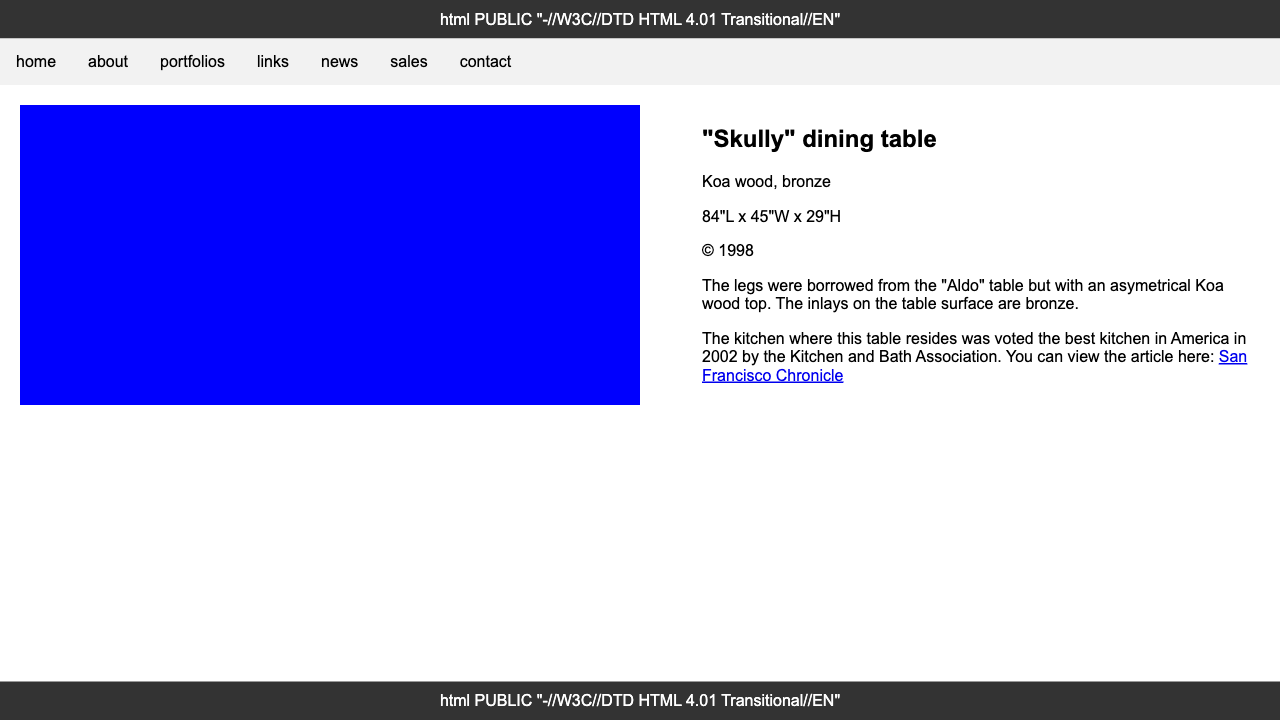 html PUBLIC "-//W3C//DTD HTML 4.01 Transitional//EN"
home about portfolios links news sales contact
"Skully" dining table
Koa wood, bronze
84"L x 45"W x 29"H
© 1998
The legs were borrowed from the "Aldo" table but with an asymetrical Koa
wood top. The inlays on the table surface are bronze.
The kitchen where this table resides was voted the best kitchen in America in
2002 by the Kitchen and Bath Association. You can view the article here: San
Francisco Chronicle
html PUBLIC "-//W3C//DTD HTML 4.01 Transitional//EN"